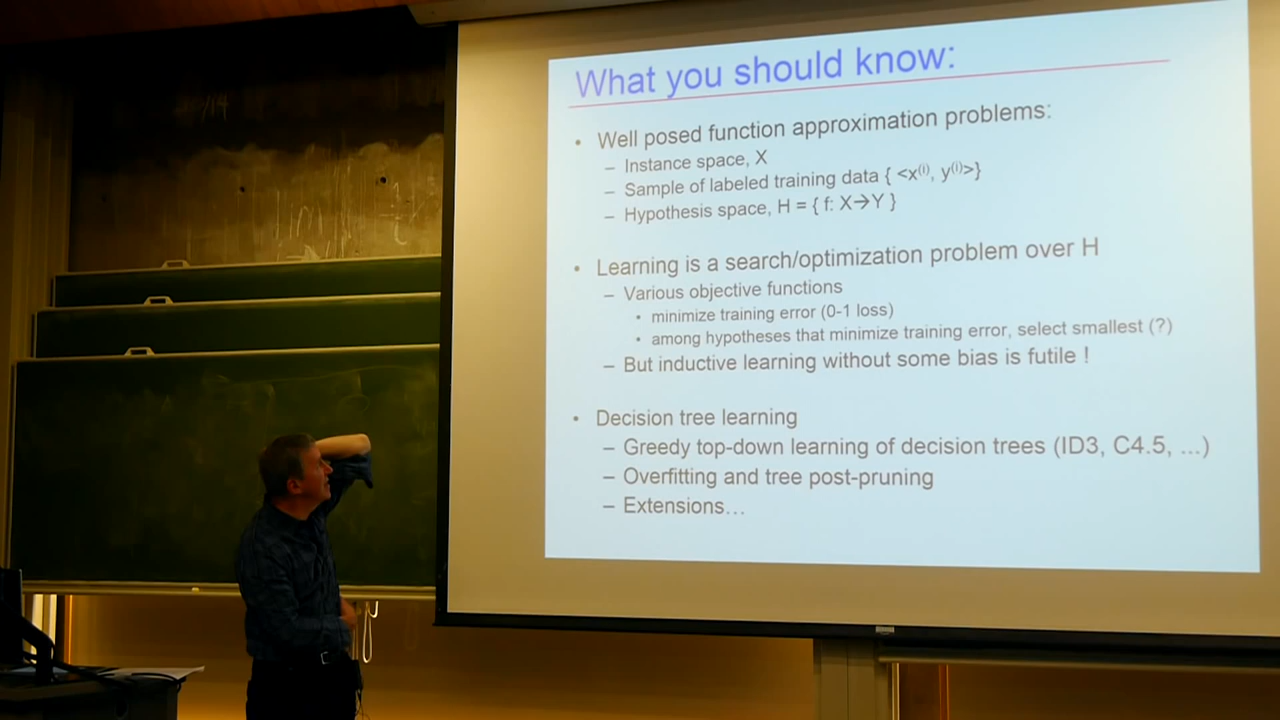 What you should know:
• Well posed function approximation problems:
– Instance space, X
– Sample of labeled training data { <x⁽ⁱ⁾, y⁽ⁱ⁾>}
– Hypothesis space, H = { f: X→Y }
• Learning is a search/optimization problem over H
– Various objective functions
• minimize training error (0-1 loss)
• among hypotheses that minimize training error, select smallest (?)
– But inductive learning without some bias is futile !
• Decision tree learning
– Greedy top-down learning of decision trees (ID3, C4.5, ...)
– Overfitting and tree post-pruning
– Extensions…